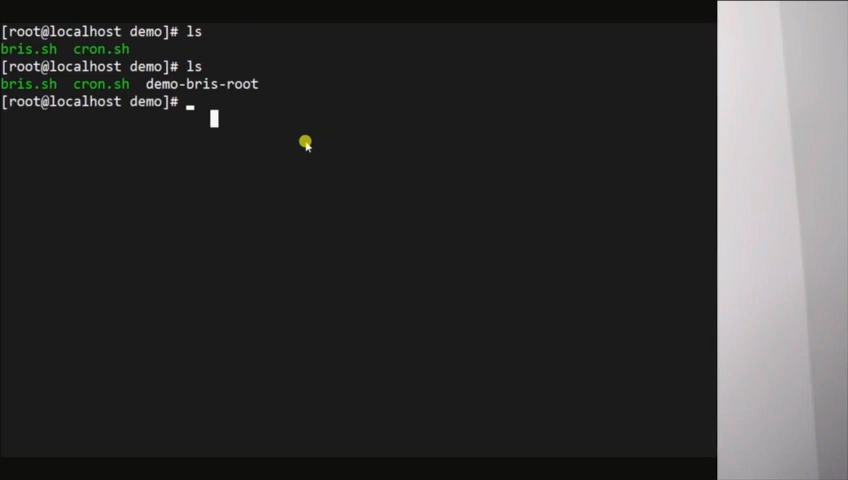 [root@localhost demo]# ls
bris.sh  cron.sh
[root@localhost demo]# ls
bris.sh  cron.sh  demo-bris-root
[root@localhost demo]#